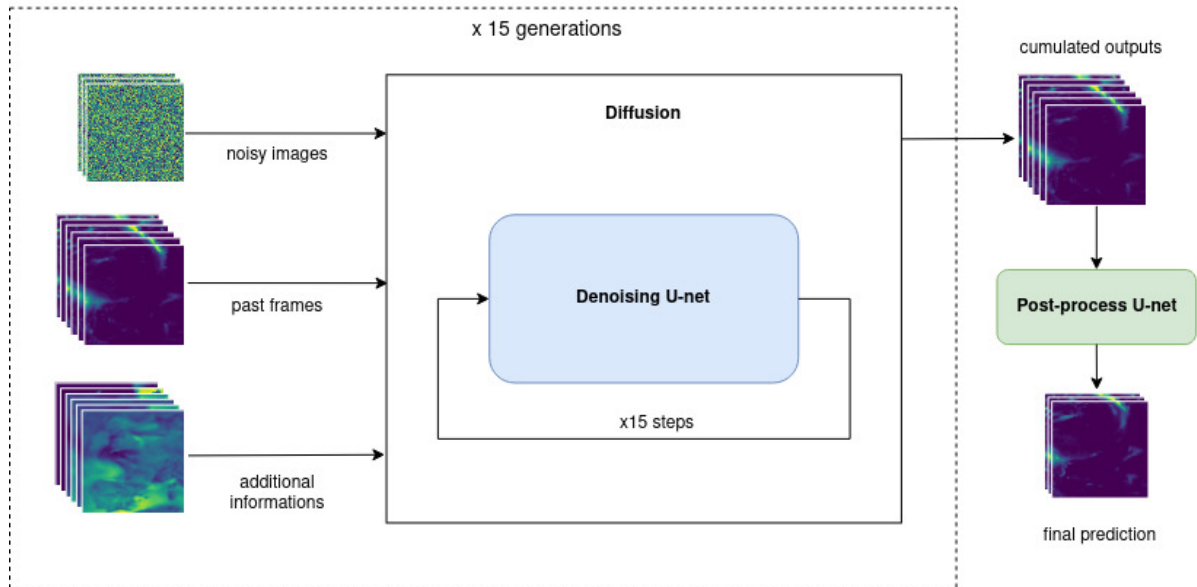 x 15 generations
cumulated outputs
Diffusion
noisy images
past frames
Denoising U-net
Post-process U-net
x15 steps
additional
informations
final prediction